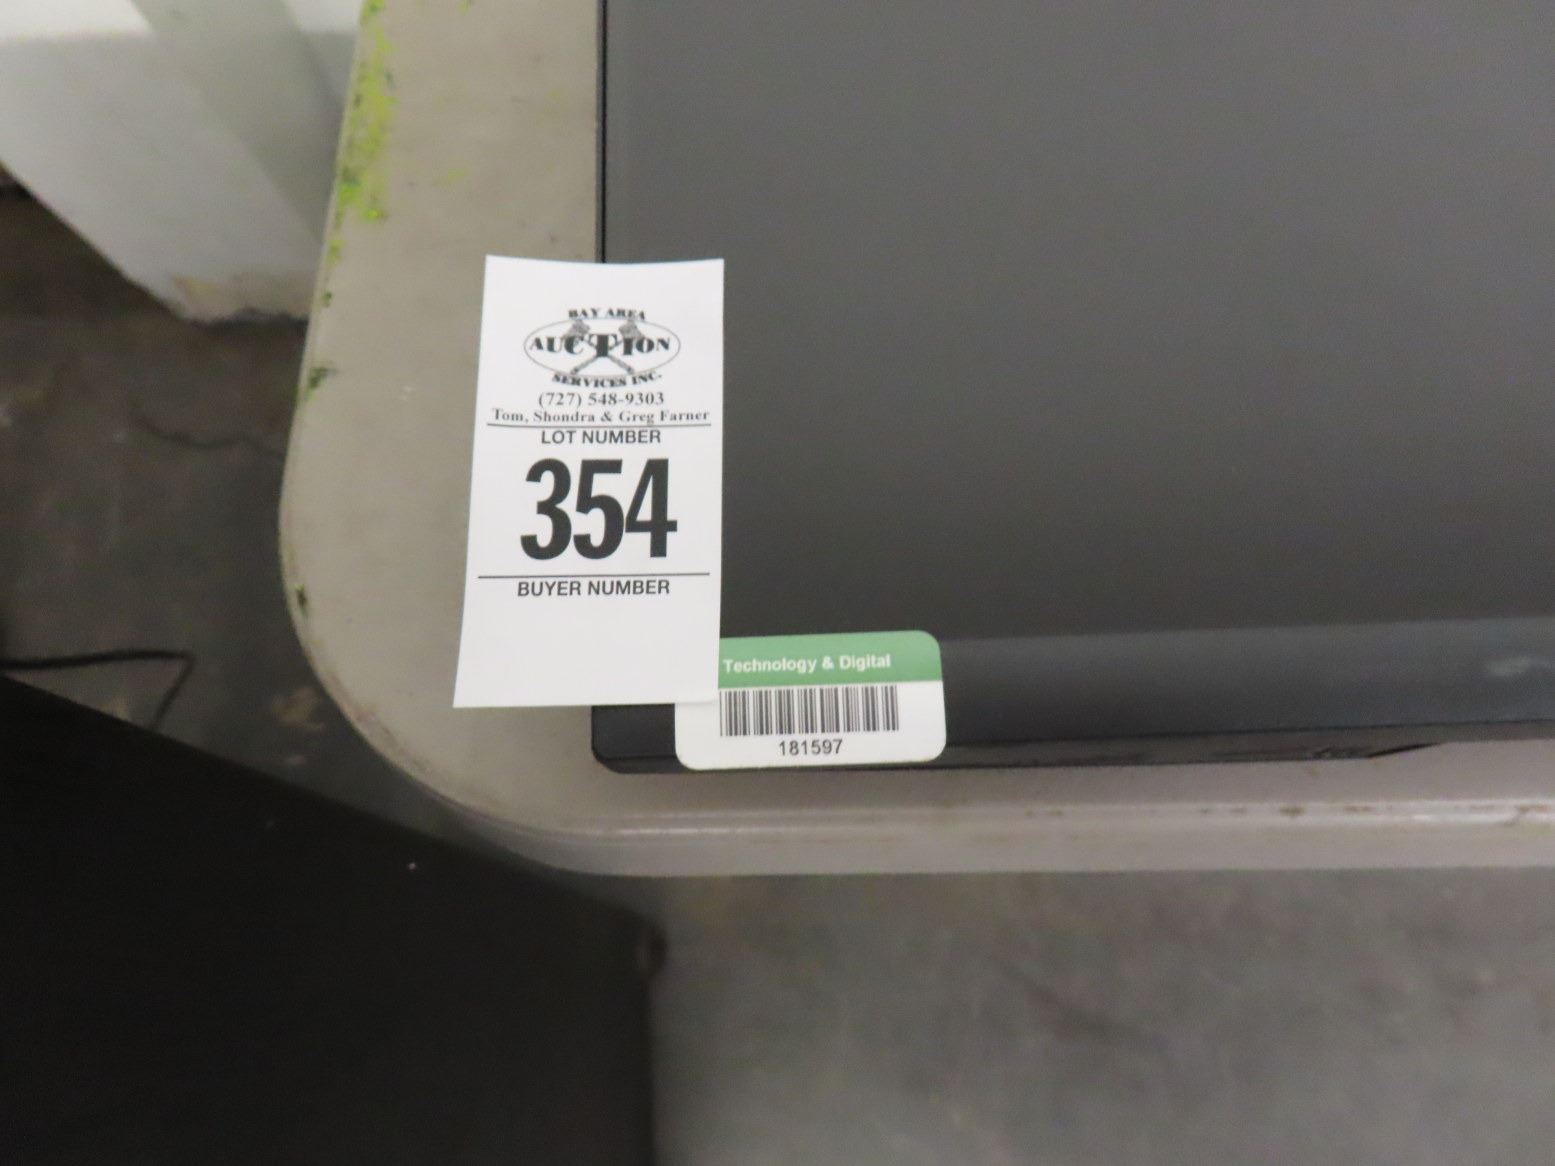 BAY AREA
AUCTION
SERVICES INC.
(727) 548-9303
Tom, Shondra & Greg Farner
LOT NUMBER
354
BUYER NUMBER
Technology & Digital
181597